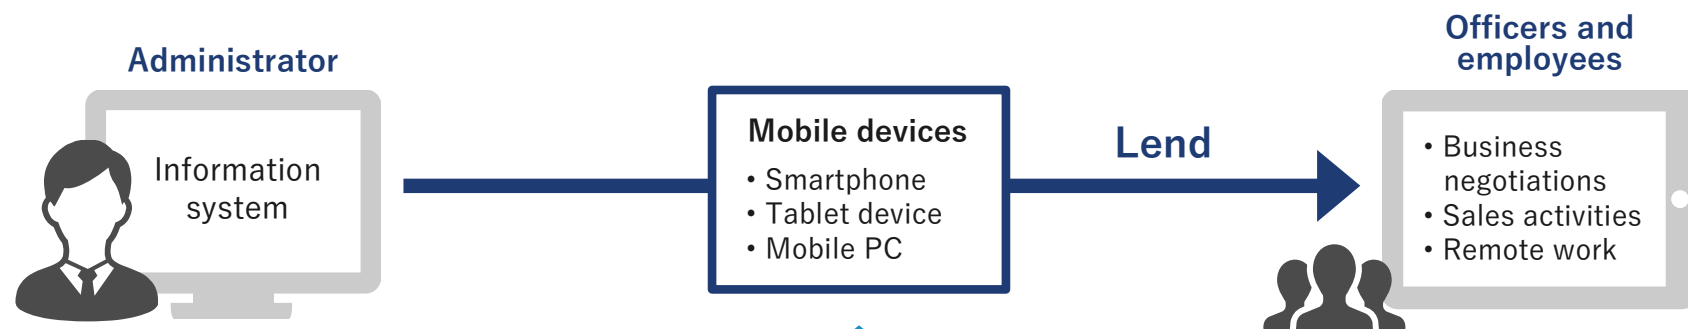 Administrator
Information
system
Mobile devices
• Smartphone
• Tablet device
• Mobile PC
Lend
Officers and
employees
• Business
negotiations
• Sales activities
• Remote work